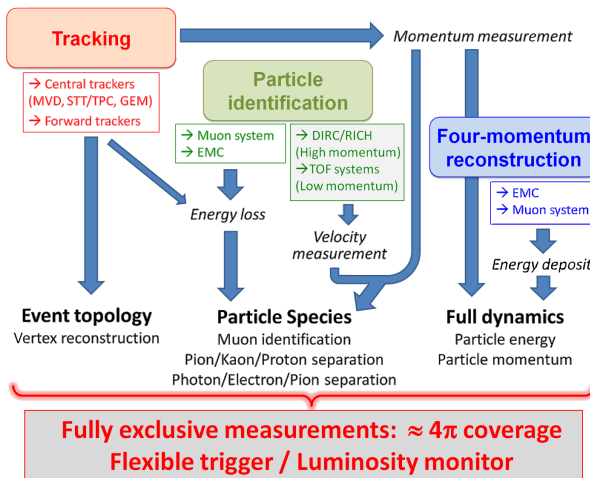 Tracking
Momentum measurement
→ Central trackers
(MVD, STT/TPC, GEM)
→ Forward trackers
Particle
identification
→ Muon system
→ EMC
→ DIRC/RICH
(High momentum)
→TOF systems
(Low momentum)
Four-momentum
reconstruction
→ EMC
→ Muon system
Energy loss
Velocity
measurement
Energy deposit
Event topology
Vertex reconstruction
Particle Species
Muon identification
Pion/Kaon/Proton separation
Photon/Electron/Pion separation
Full dynamics
Particle energy
Particle momentum
Fully exclusive measurements: ≈ 4π coverage
Flexible trigger / Luminosity monitor